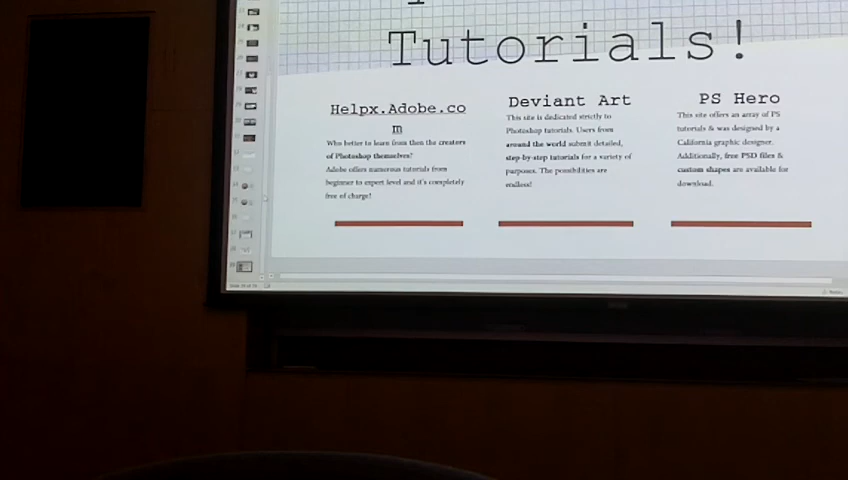 Tutorials!
Helpx.Adobe.co
m
Who better to learn from then the creators
of Photoshop themselves?
Adobe offers numerous tutorials from
beginner to expert level and it's completely
free of charge!
Deviant Art
This site is dedicated strictly to
Photoshop tutorials. Users from
around the world submit detailed,
step-by-step tutorials for a variety of
purposes. The possibilities are
endless!
PS Hero
This site offers an array of PS
tutorials & was designed by a
California graphic designer.
Additionally, free PSD files &
custom shapes are available for
download.